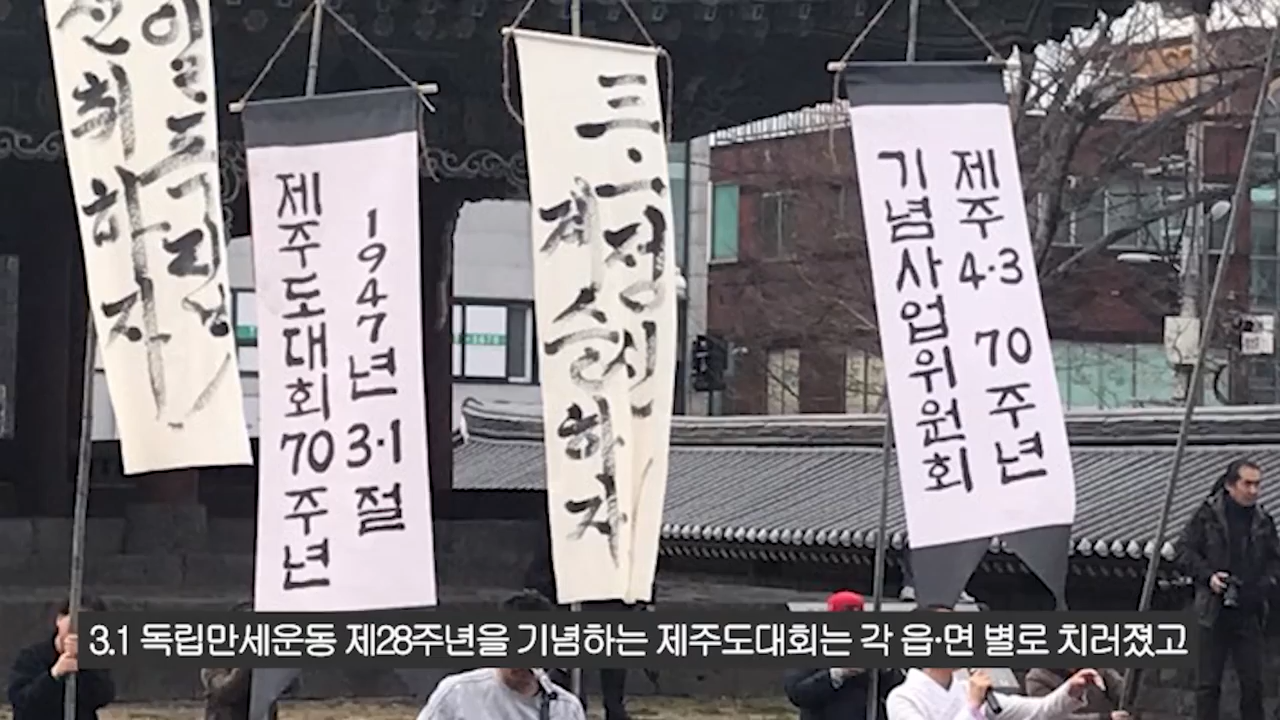 취하자
1947년 3·1절
제주도대회 70주년
三·一정신
계승하자
제주 4·3 70주년
기념사업위원회
3.1 독립만세운동 제28주년을 기념하는 제주도대회는 각 읍·면 별로 치러졌고